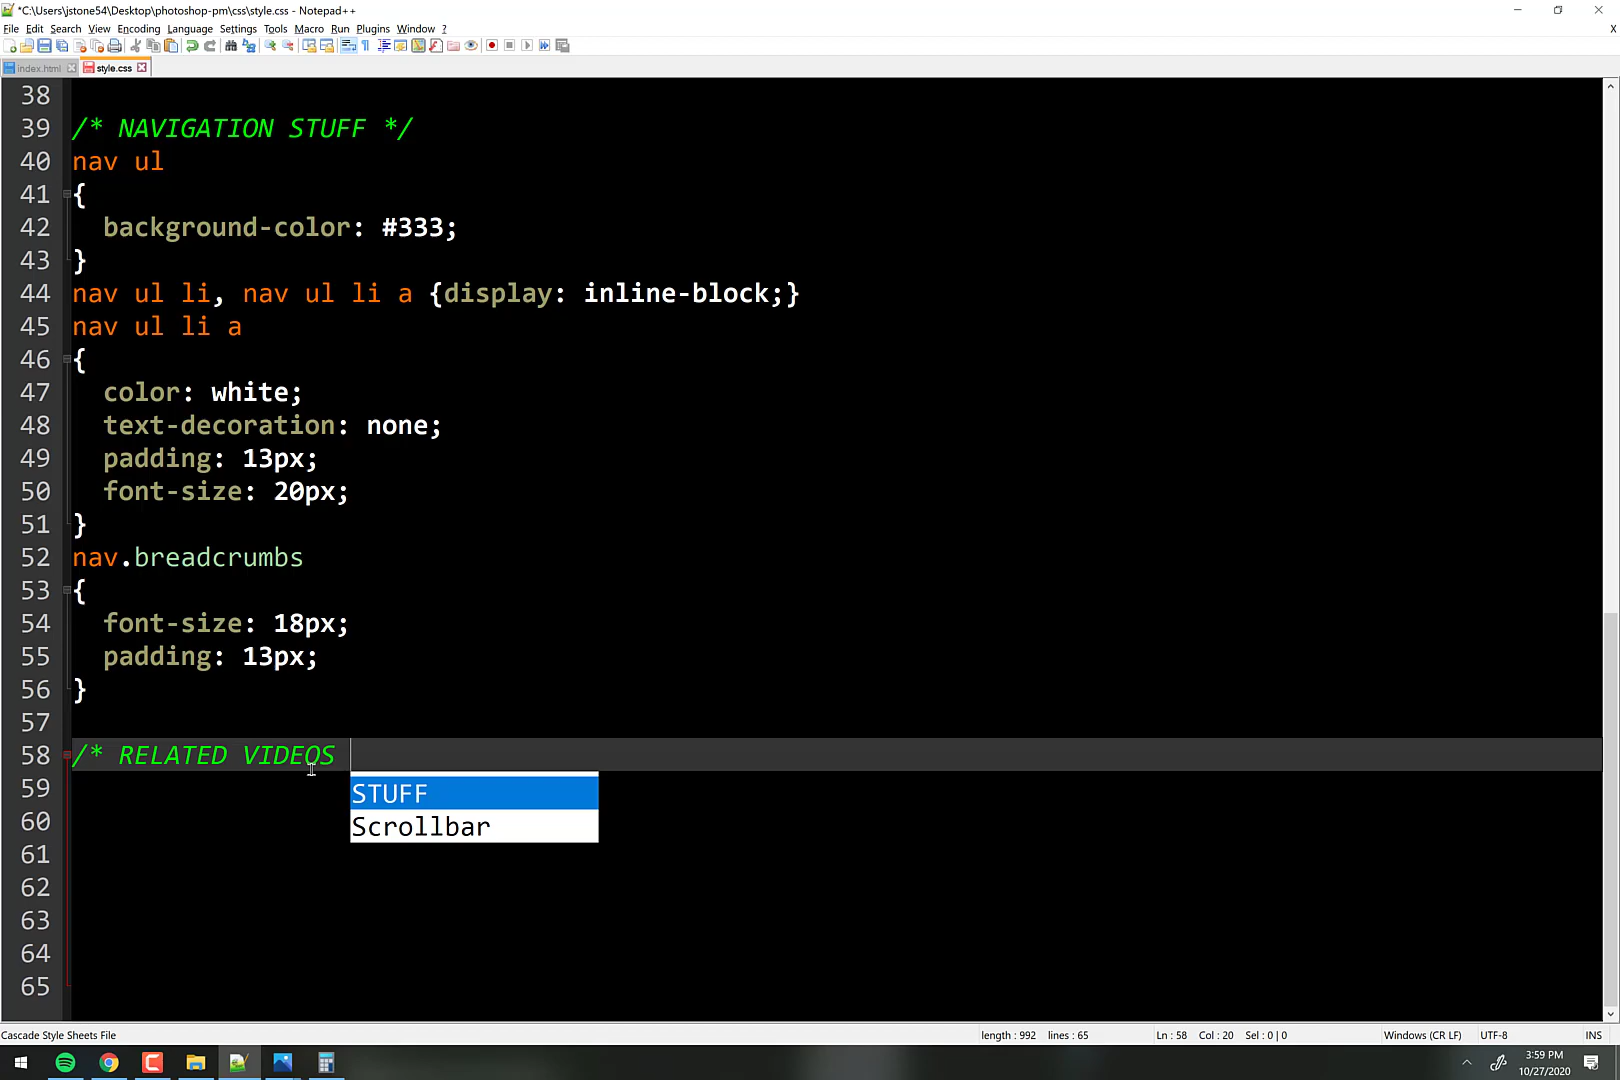 *C:\Users\jstone54\Desktop\photoshop-pm\css\style.css - Notepad++
File Edit Search View Encoding Language Settings Tools Macro Run Plugins Window ? X
index.html style.css
38
39 /* NAVIGATION STUFF */
40 nav ul
41 {
42 background-color: #333;
43 }
44 nav ul li, nav ul li a {display: inline-block;}
45 nav ul li a
46 {
47 color: white;
48 text-decoration: none;
49 padding: 13px;
50 font-size: 20px;
51 }
52 nav.breadcrumbs
53 {
54 font-size: 18px;
55 padding: 13px;
56 }
57
58 /* RELATED VIDEOS
59 STUFF
60 Scrollbar
61
62
63
64
65
Cascade Style Sheets File length : 992 lines : 65 Ln : 58 Col : 20 Sel : 0 | 0 Windows (CR LF) UTF-8 INS
3:59 PM
10/27/2020